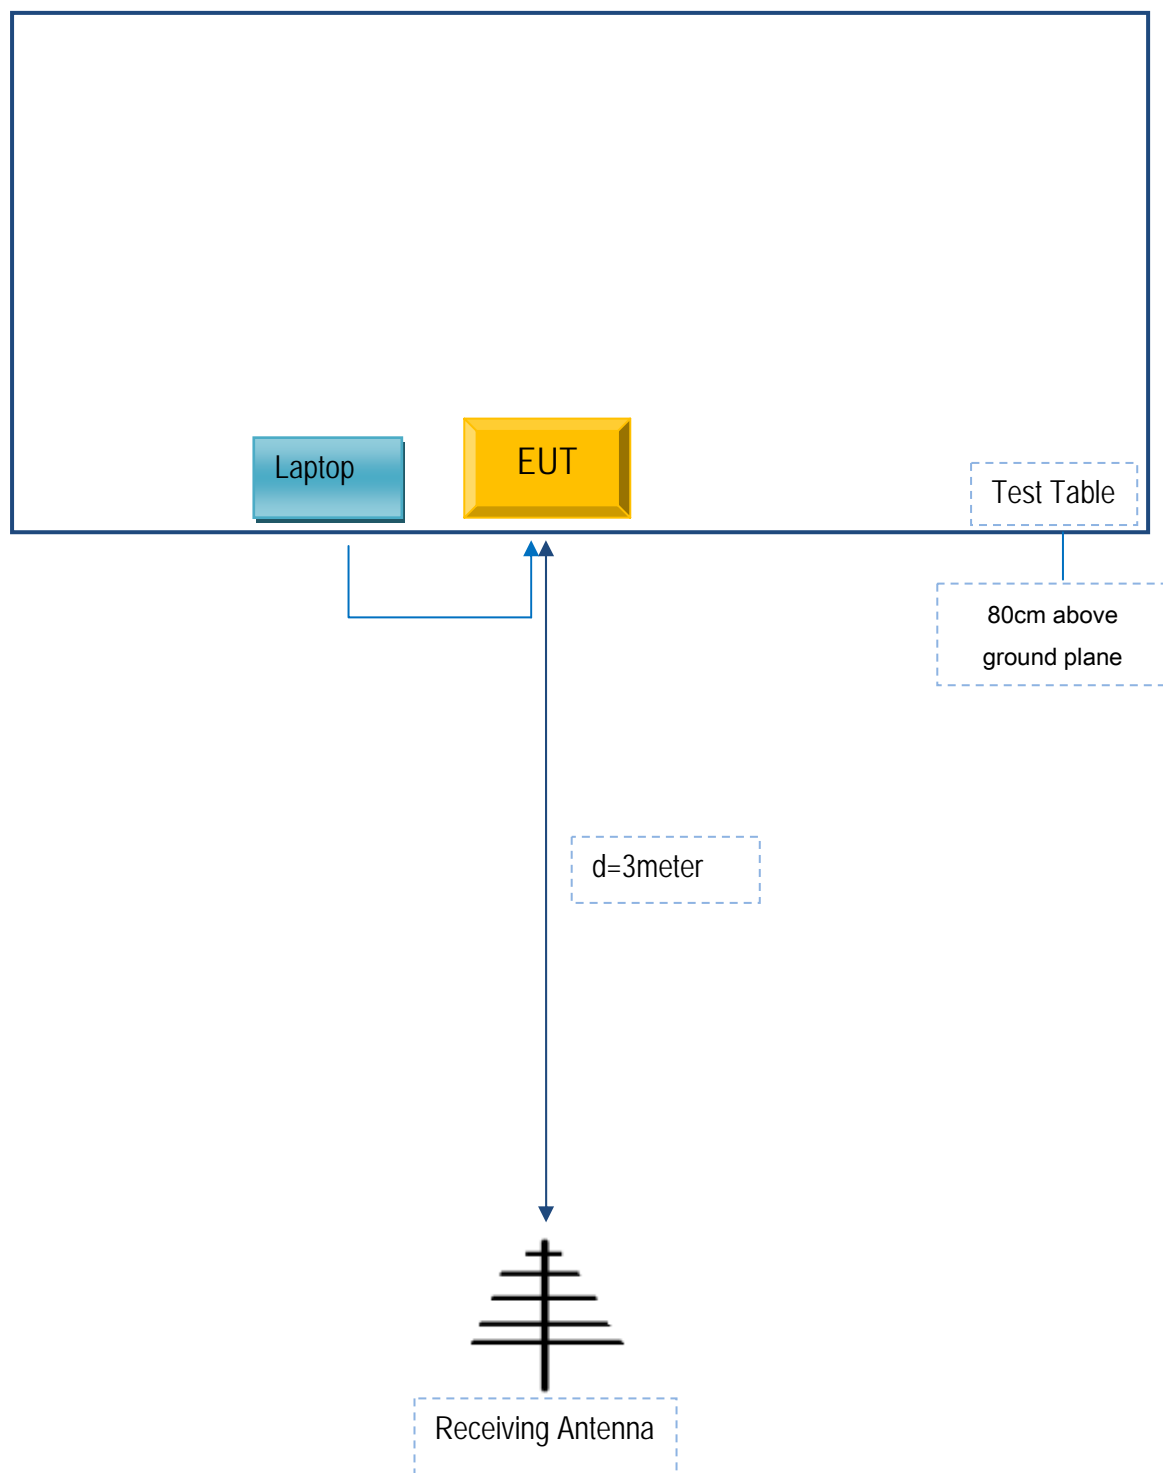 Laptop
EUT
Test Table
80cm above
ground plane
d=3meter
Receiving Antenna